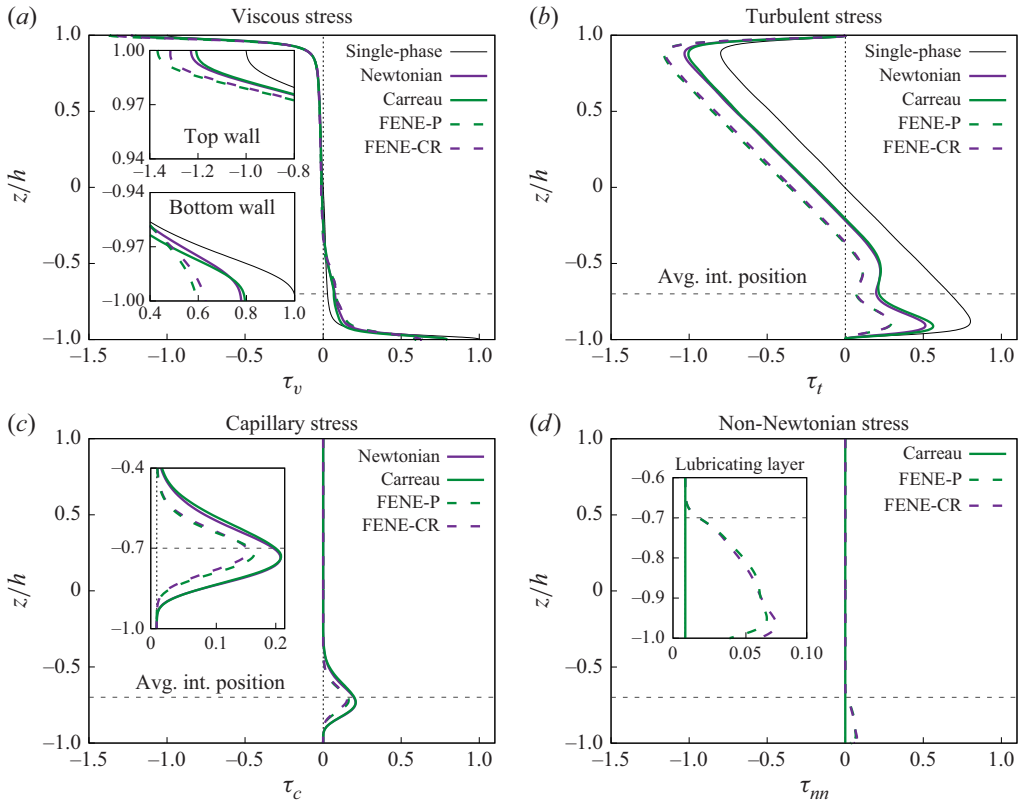 (a) Viscous stress
1.0
0.5
0
−0.5
−1.0
z/h
−1.5 −1.0 −0.5 0 0.5 1.0
τv
Single-phase
Newtonian
Carreau
FENE-P
FENE-CR
1.00
0.97
0.94
Top wall
−1.4 −1.2 −1.0 −0.8
−0.94
−0.97
−1.00
Bottom wall
0.4 0.6 0.8 1.0
(b) Turbulent stress
1.0
0.5
0
−0.5
−1.0
z/h
−1.5 −1.0 −0.5 0 0.5 1.0
τt
Single-phase
Newtonian
Carreau
FENE-P
FENE-CR
Avg. int. position
(c) Capillary stress
1.0
0.5
0
−0.5
−1.0
z/h
−1.5 −1.0 −0.5 0 0.5 1.0
τc
Newtonian
Carreau
FENE-P
FENE-CR
−0.4
−0.7
−1.0
0 0.1 0.2
Avg. int. position
(d) Non-Newtonian stress
1.0
0.5
0
−0.5
−1.0
z/h
−1.5 −1.0 −0.5 0 0.5 1.0
τnn
Carreau
FENE-P
FENE-CR
Lubricating layer
−0.6
−0.7
−0.8
−0.9
−1.0
0 0.05 0.10